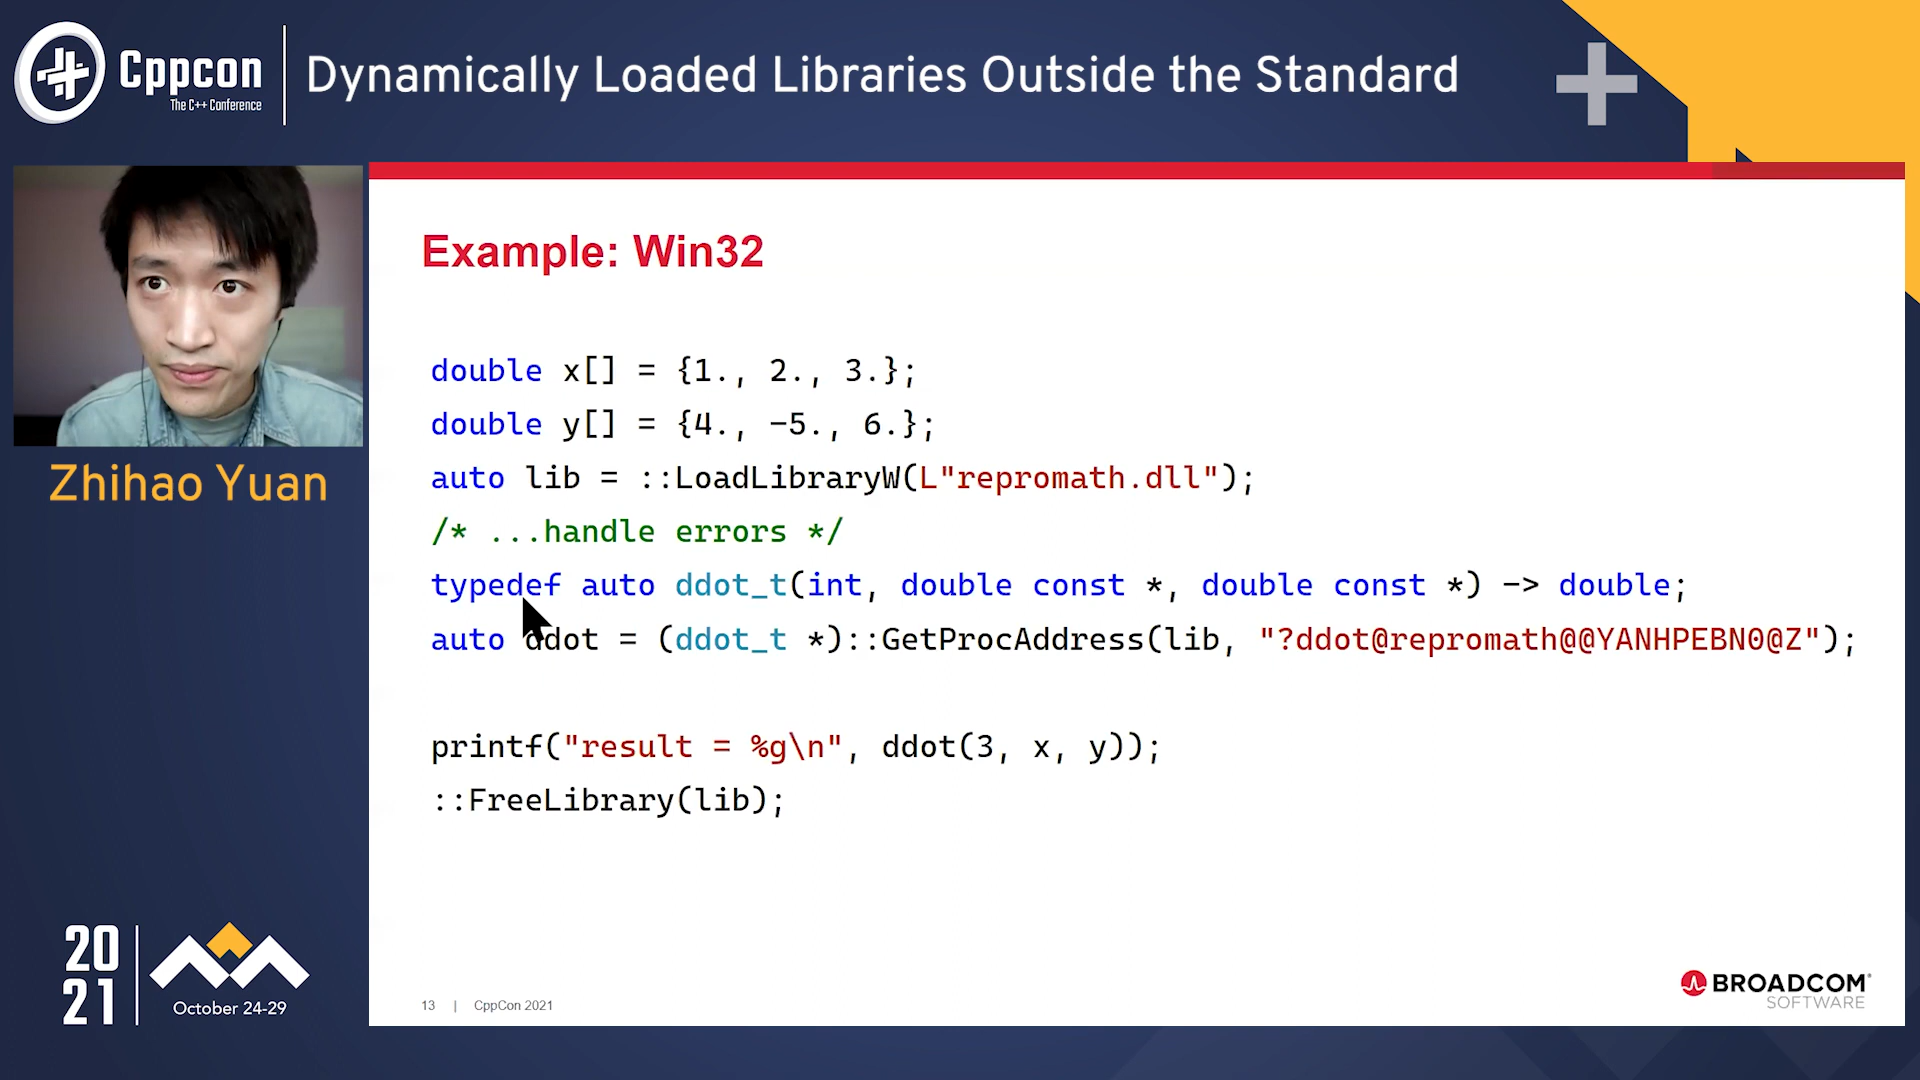 Cppcon
The C++ Conference
Dynamically Loaded Libraries Outside the Standard
Zhihao Yuan
Example: Win32
double x[] = {1., 2., 3.};
double y[] = {4., -5., 6.};
auto lib = ::LoadLibraryW(L"repromath.dll");
/* ...handle errors */
typedef auto ddot_t(int, double const *, double const *) -> double;
auto ddot = (ddot_t *)::GetProcAddress(lib, "?ddot@repromath@@YANHPEBN0@Z");
printf("result = %g\n", ddot(3, x, y));
::FreeLibrary(lib);
20
21
October 24-29
13 | CppCon 2021
BROADCOM
SOFTWARE